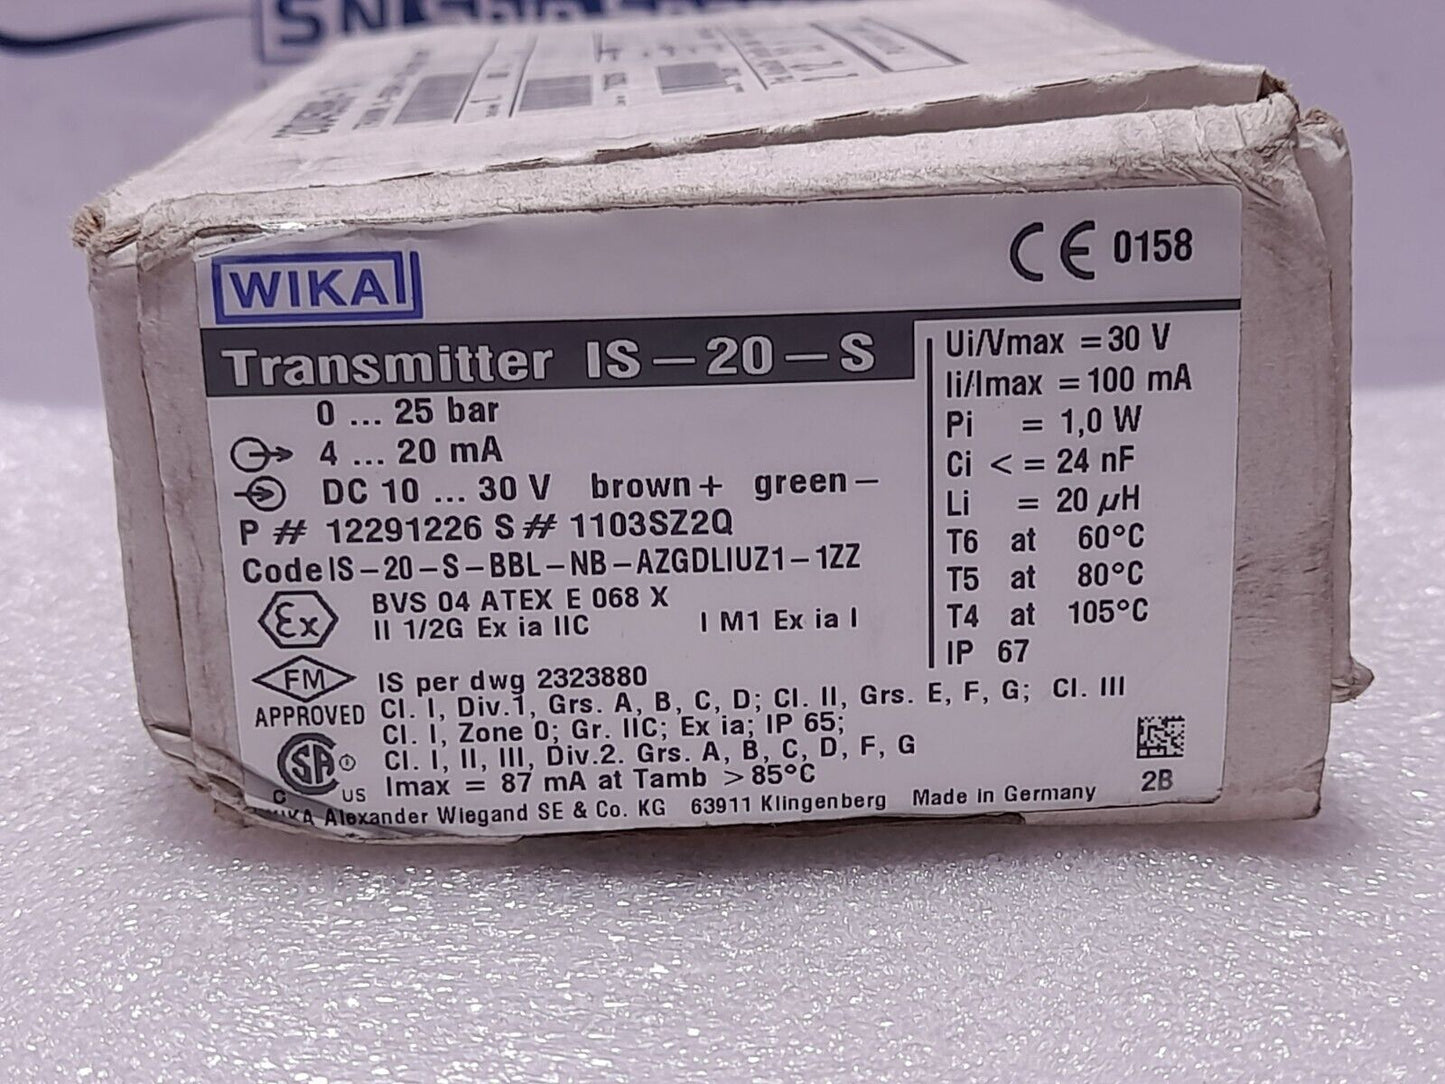 WIKA
CE 0158
Transmitter IS-20-S
0 ... 25 bar
4 ... 20 mA
DC 10 ... 30 V brown+ green-
P # 12291226 S # 1103SZ2Q
Code IS-20-S-BBL-NB-AZGDLIUZ1-1ZZ
Ex BVS 04 ATEX E 068 X
II 1/2G Ex ia IIC I M1 Ex ia I
Ui/Vmax = 30 V
Ii/Imax = 100 mA
Pi = 1,0 W
Ci <= 24 nF
Li = 20 µH
T6 at 60°C
T5 at 80°C
T4 at 105°C
IP 67
FM APPROVED
IS per dwg 2323880
Cl. I, Div.1, Grs. A, B, C, D; Cl. II, Grs. E, F, G; Cl. III
Cl. I, Zone 0; Gr. IIC; Ex ia; IP 65;
Cl. I, II, III, Div.2. Grs. A, B, C, D, F, G
Imax = 87 mA at Tamb >85°C
C SA US
2B
WIKA Alexander Wiegand SE & Co. KG 63911 Klingenberg Made in Germany